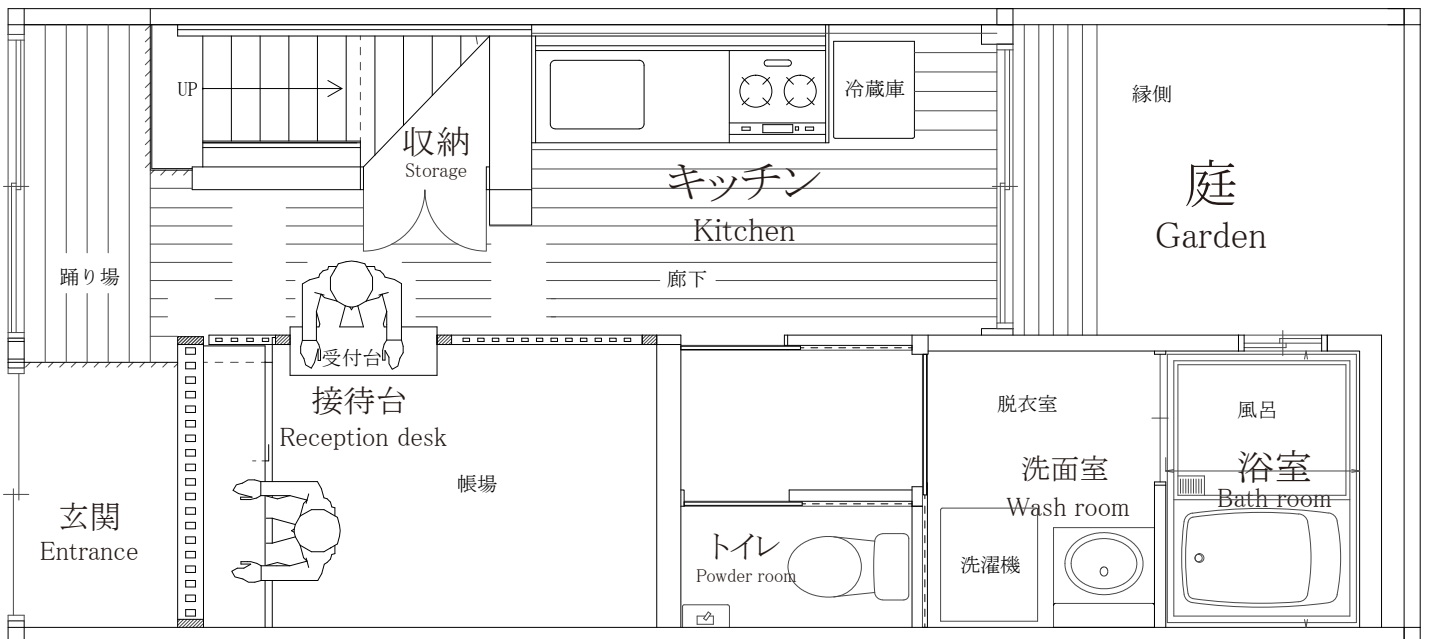 UP
収納
Storage
冷蔵庫
キッチン
Kitchen
縁側
庭
Garden
踊り場
廊下
受付台
接待台
Reception desk
帳場
玄関
Entrance
トイレ
Powder room
脱衣室
洗面室
Wash room
洗濯機
風呂
浴室
Bath room